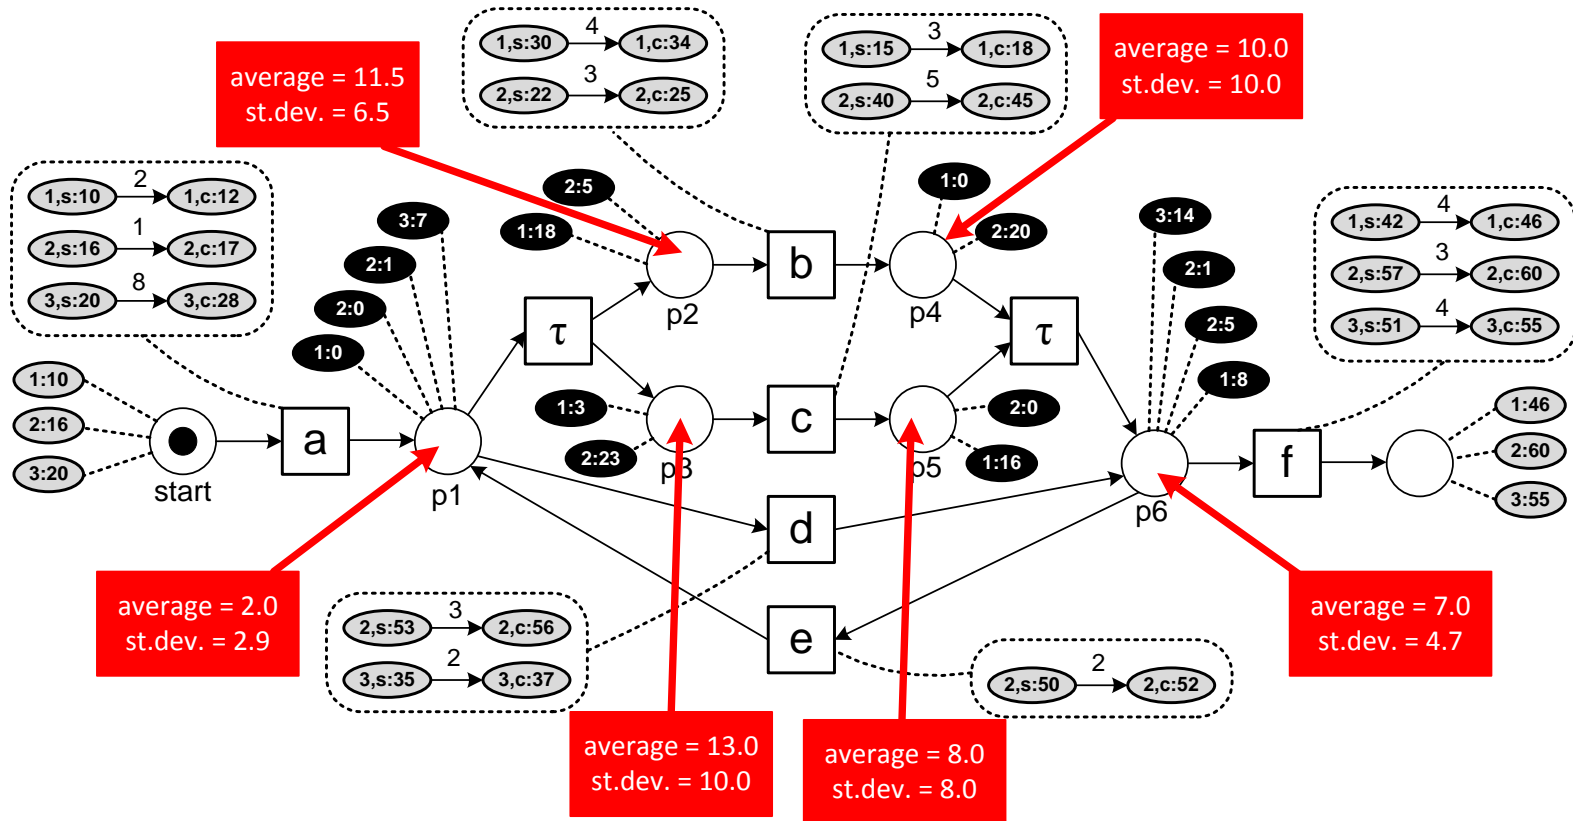 average = 11.5
st.dev. = 6.5
1,s:30 4 1,c:34
2,s:22 3 2,c:25
1,s:15 3 1,c:18
2,s:40 5 2,c:45
average = 10.0
st.dev. = 10.0
1,s:10 2 1,c:12
2,s:16 1 2,c:17
3,s:20 8 3,c:28
3:7
2:1
2:0
1:0
2:5
1:18
1:0
2:20
3:14
2:1
2:5
1:8
1,s:42 4 1,c:46
2,s:57 3 2,c:60
3,s:51 4 3,c:55
b
p2
p4
τ
τ
1:10
2:16
3:20
start
a
p1
1:3
2:23
p3
c
p5
2:0
1:16
p6
f
1:46
2:60
3:55
d
e
average = 2.0
st.dev. = 2.9
2,s:53 3 2,c:56
3,s:35 2 3,c:37
average = 13.0
st.dev. = 10.0
average = 8.0
st.dev. = 8.0
2,s:50 2 2,c:52
average = 7.0
st.dev. = 4.7